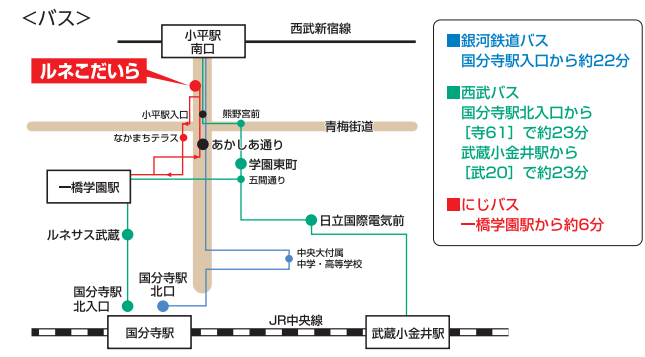 ＜バス＞
小平駅
南口
西武新宿線
ルネこだいら
小平駅入口
熊野宮前
青梅街道
なかまちテラス
あかしあ通り
学園東町
五間通り
一橋学園駅
日立国際電気前
ルネサス武蔵
中央大付属
中学・高等学校
国分寺駅
北入口
国分寺駅
北口
JR中央線
国分寺駅
武蔵小金井駅
■銀河鉄道バス
国分寺駅入口から約22分
■西武バス
国分寺駅北入口から
［寺61］で約23分
武蔵小金井駅から
［武20］で約23分
■にじバス
一橋学園駅から約6分